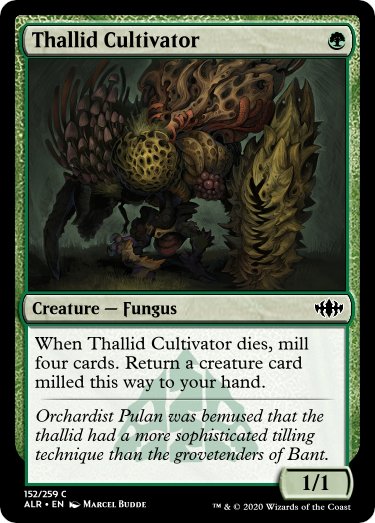 Thallid Cultivator
Creature — Fungus
When Thallid Cultivator dies, mill
four cards. Return a creature card
milled this way to your hand.
Orchardist Pulan was bemused that the
thallid had a more sophisticated tilling
technique than the grovetenders of Bant.
1/1
152/259 C
ALR • EN Marcel Budde
™ & © 2020 Wizards of the Coast